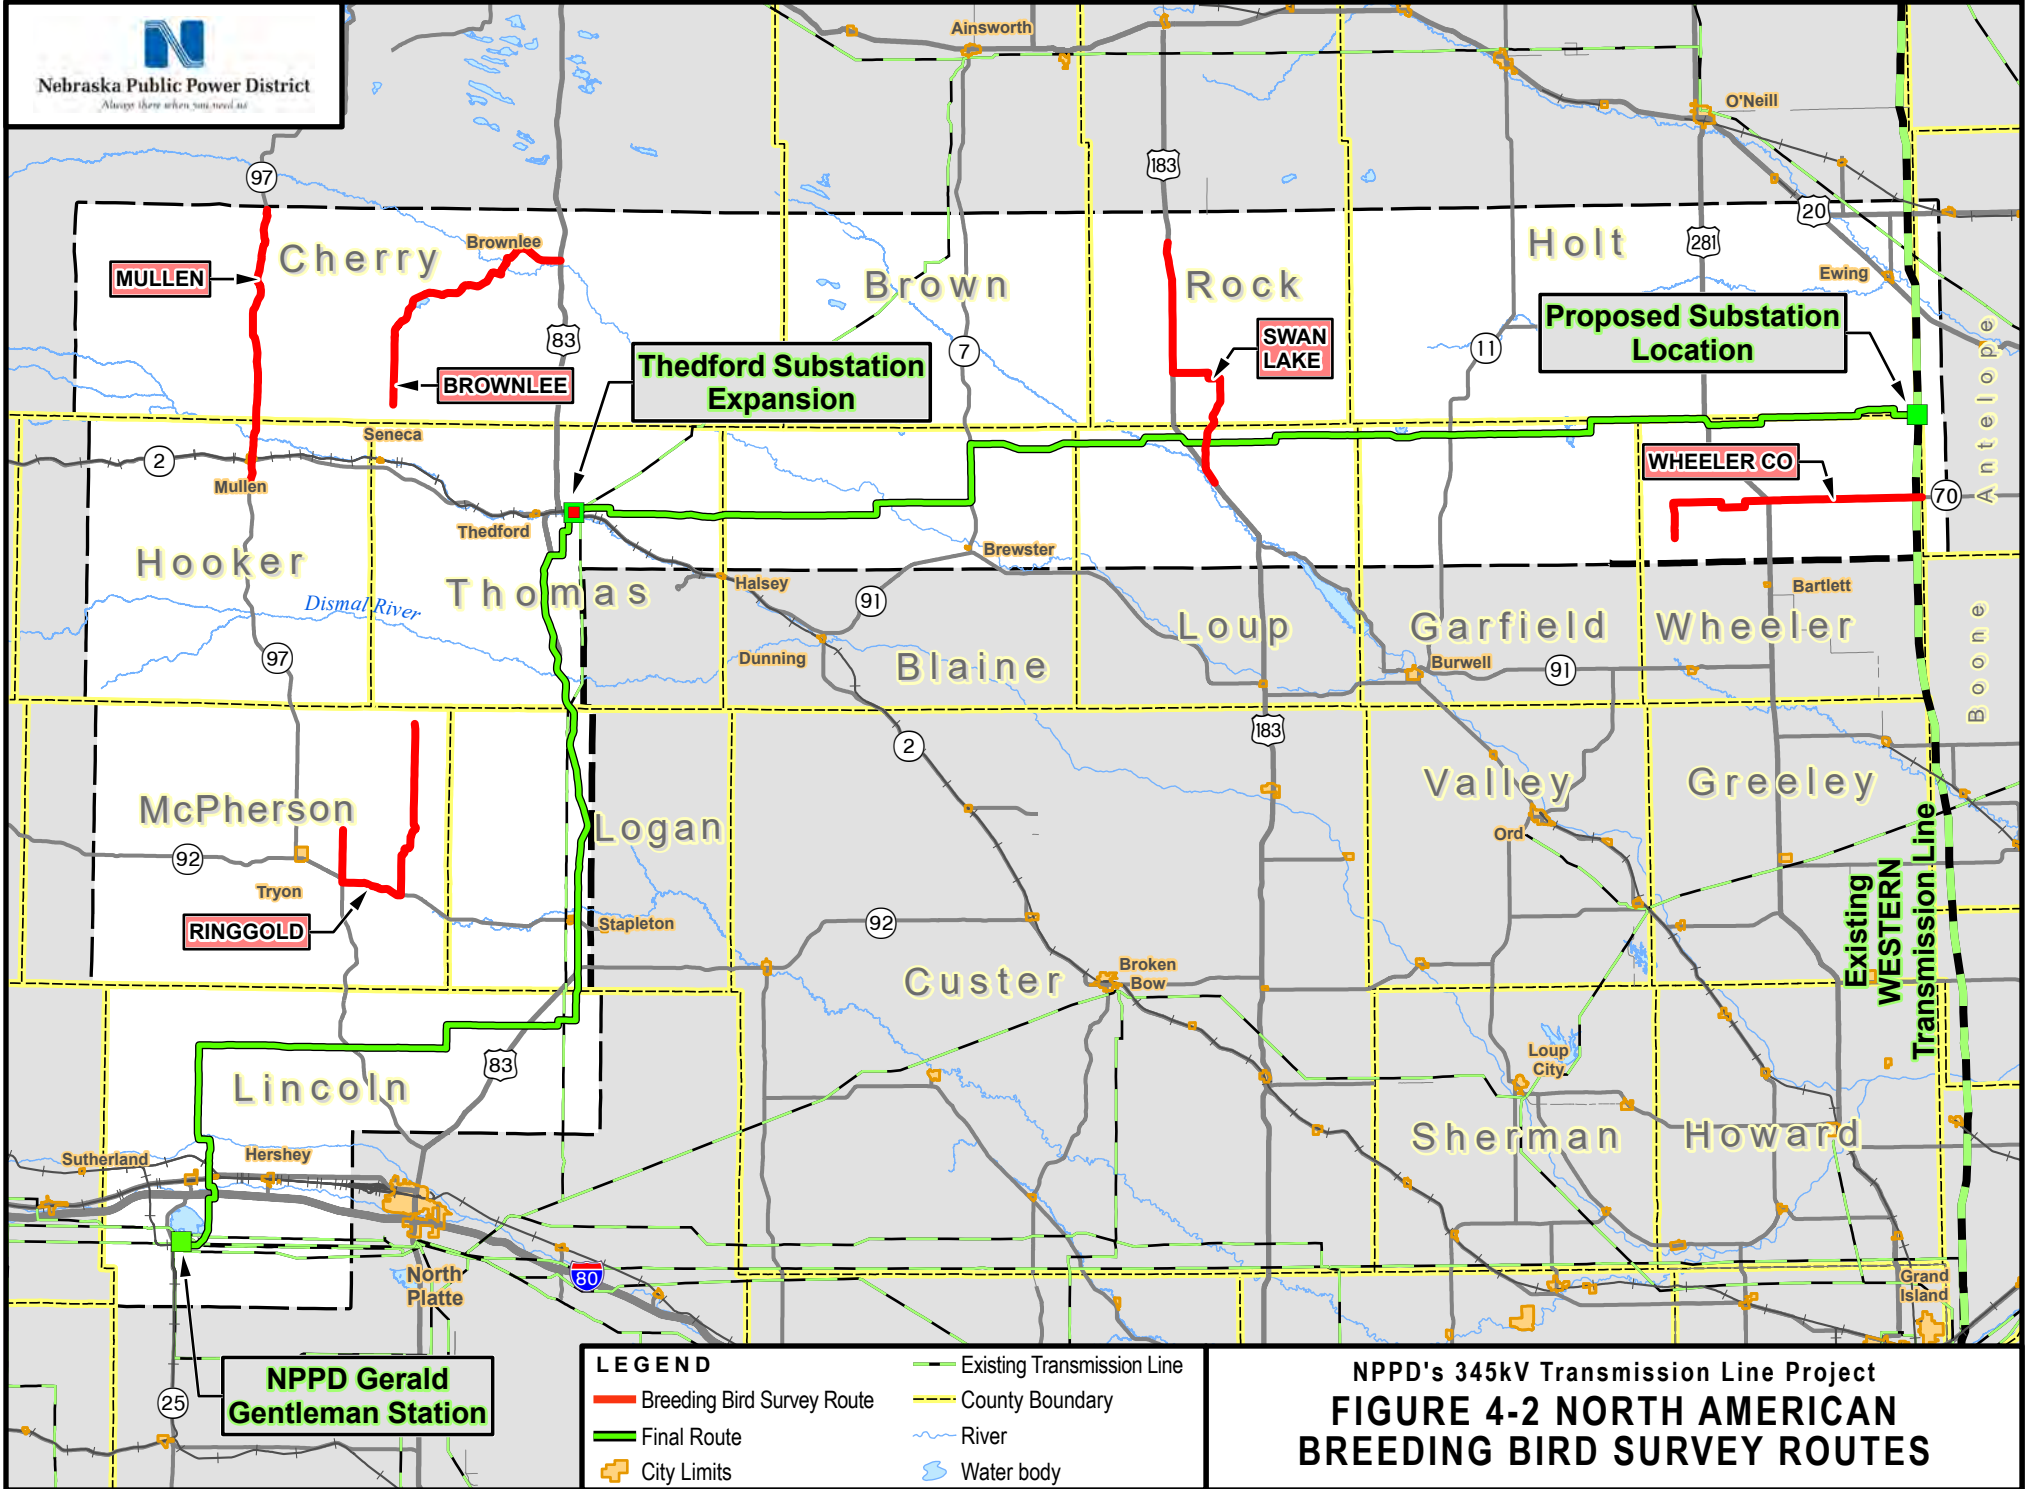 Nebraska Public Power District
Always there when you need us
Ainsworth
O'Neill
97
183
20
281
Cherry
Brownlee
Holt
MULLEN
Brown
Rock
Ewing
83
Proposed Substation
Location
SWAN
LAKE
7
11
Thedford Substation
Expansion
BROWNLEE
Antelope
Seneca
2
Mullen
WHEELER CO
70
Thedford
Hooker
Thomas
Brewster
Halsey
Dismal River
91
Bartlett
Loup
Garfield
Wheeler
Boone
97
Dunning
Blaine
Burwell
91
183
2
McPherson
Logan
Valley
Greeley
Ord
92
Tryon
RINGGOLD
Stapleton
92
Existing
WESTERN
Transmission Line
Custer
Broken
Bow
83
Lincoln
Loup
City
Sherman
Howard
Sutherland
Hershey
North
Platte
80
Grand
Island
NPPD Gerald
Gentleman Station
25
LEGEND
Breeding Bird Survey Route
Final Route
City Limits
Existing Transmission Line
County Boundary
River
Water body
NPPD's 345kV Transmission Line Project
FIGURE 4-2 NORTH AMERICAN
BREEDING BIRD SURVEY ROUTES